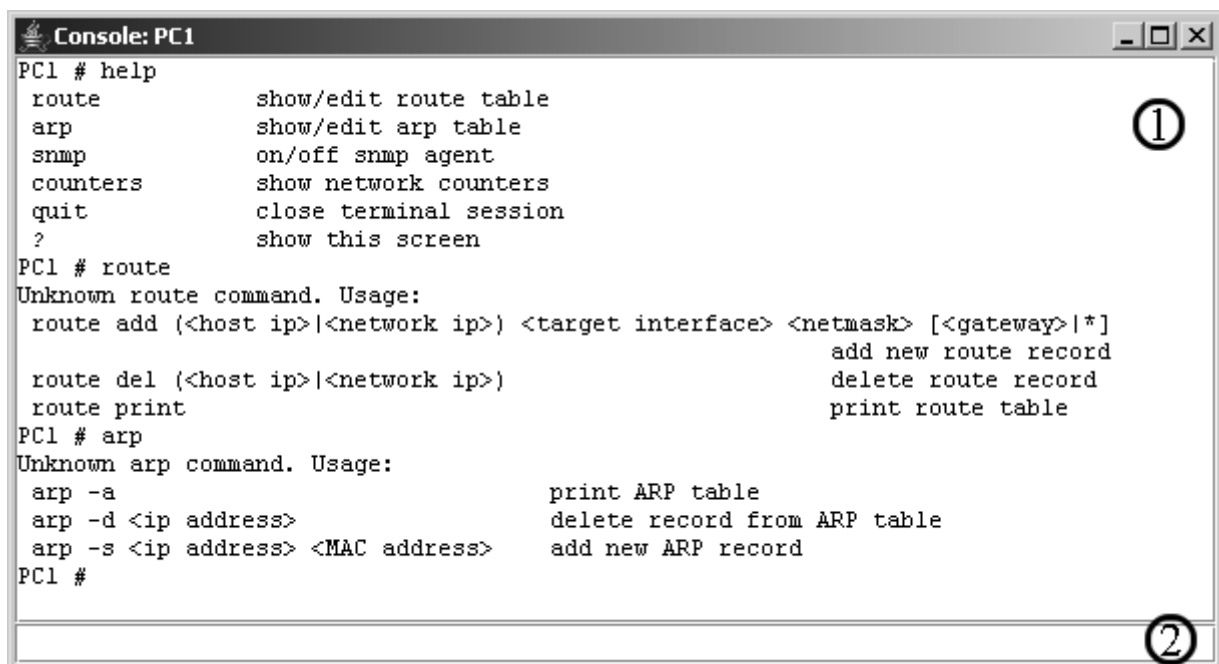 Console: PC1
PC1 # help
route show/edit route table
arp show/edit arp table
snmp on/off snmp agent
counters show network counters
quit close terminal session
? show this screen
PC1 # route
Unknown route command. Usage:
route add (<host ip>|<network ip>) <target interface> <netmask> [<gateway>|*]
add new route record
route del (<host ip>|<network ip>) delete route record
route print print route table
PC1 # arp
Unknown arp command. Usage:
arp -a print ARP table
arp -d <ip address> delete record from ARP table
arp -s <ip address> <MAC address> add new ARP record
PC1 #
①
②